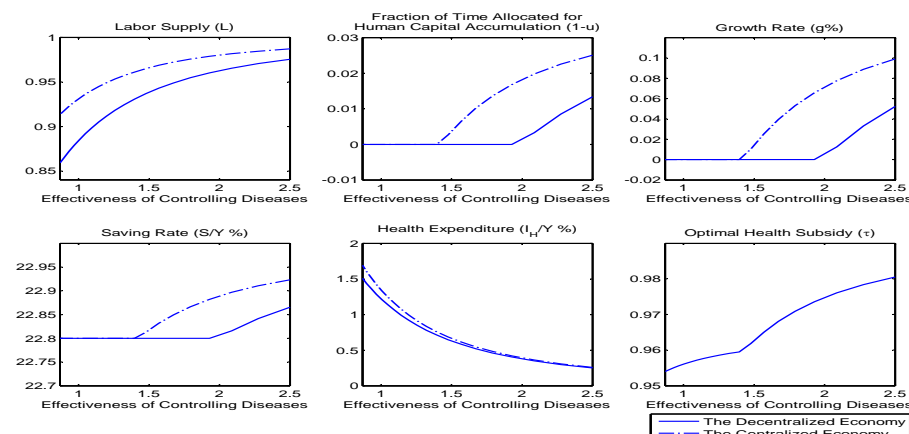 Labor Supply (L)
1
0.95
0.9
0.85
1 1.5 2 2.5
Effectiveness of Controlling Diseases
Fraction of Time Allocated for
Human Capital Accumulation (1-u)
0.03
0.02
0.01
0
-0.01
1 1.5 2 2.5
Effectiveness of Controlling Diseases
Growth Rate (g%)
0.1
0.08
0.06
0.04
0.02
0
-0.02
1 1.5 2 2.5
Effectiveness of Controlling Diseases
Saving Rate (S/Y %)
22.95
22.9
22.85
22.8
22.75
22.7
1 1.5 2 2.5
Effectiveness of Controlling Diseases
Health Expenditure (I_H/Y %)
2
1.5
1
0.5
0
1 1.5 2 2.5
Effectiveness of Controlling Diseases
Optimal Health Subsidy (τ)
0.98
0.97
0.96
0.95
1 1.5 2 2.5
Effectiveness of Controlling Diseases
The Decentralized Economy
The Centralized Economy